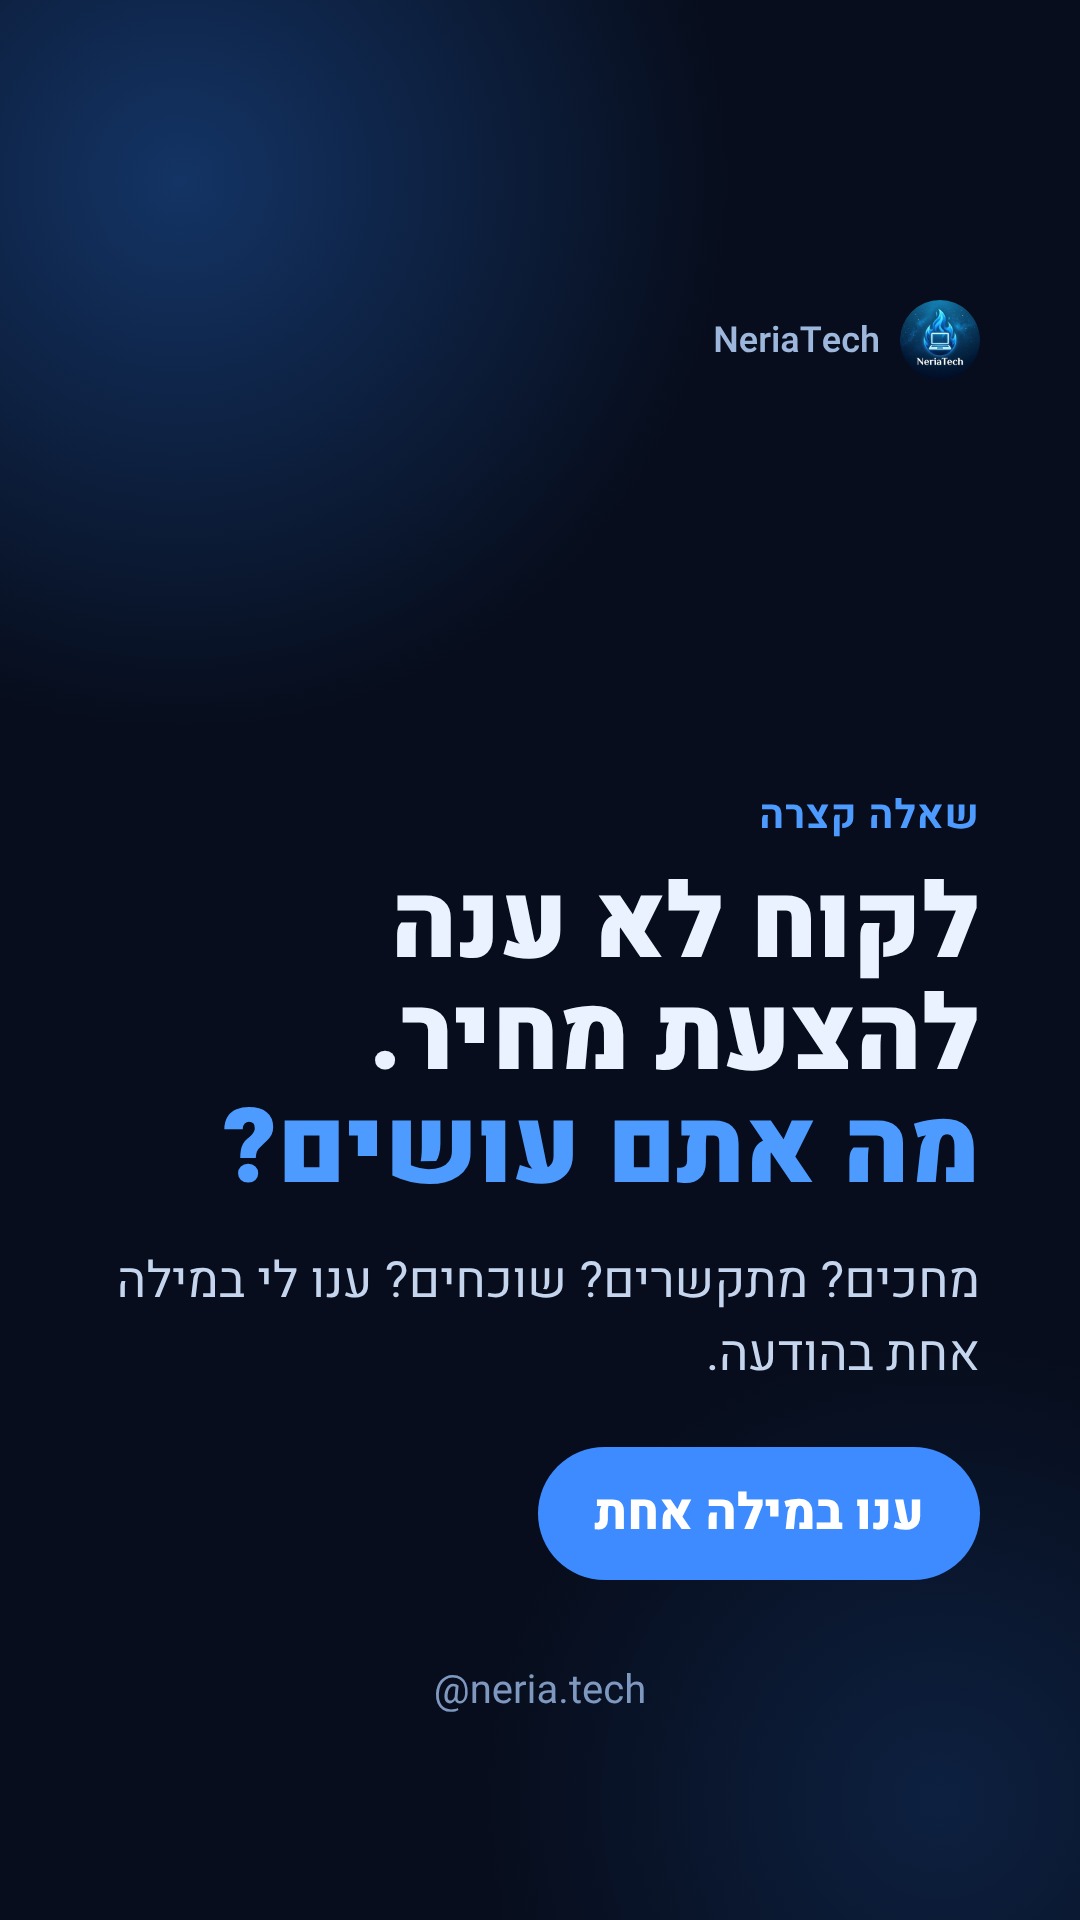 NeriaTech
NeriaTech
שאלה קצרה
לקוח לא ענה
להצעת מחיר.
מה אתם עושים?
מחכים? מתקשרים? שוכחים? ענו לי במילה
אחת בהודעה.
ענו במילה אחת
@neria.tech